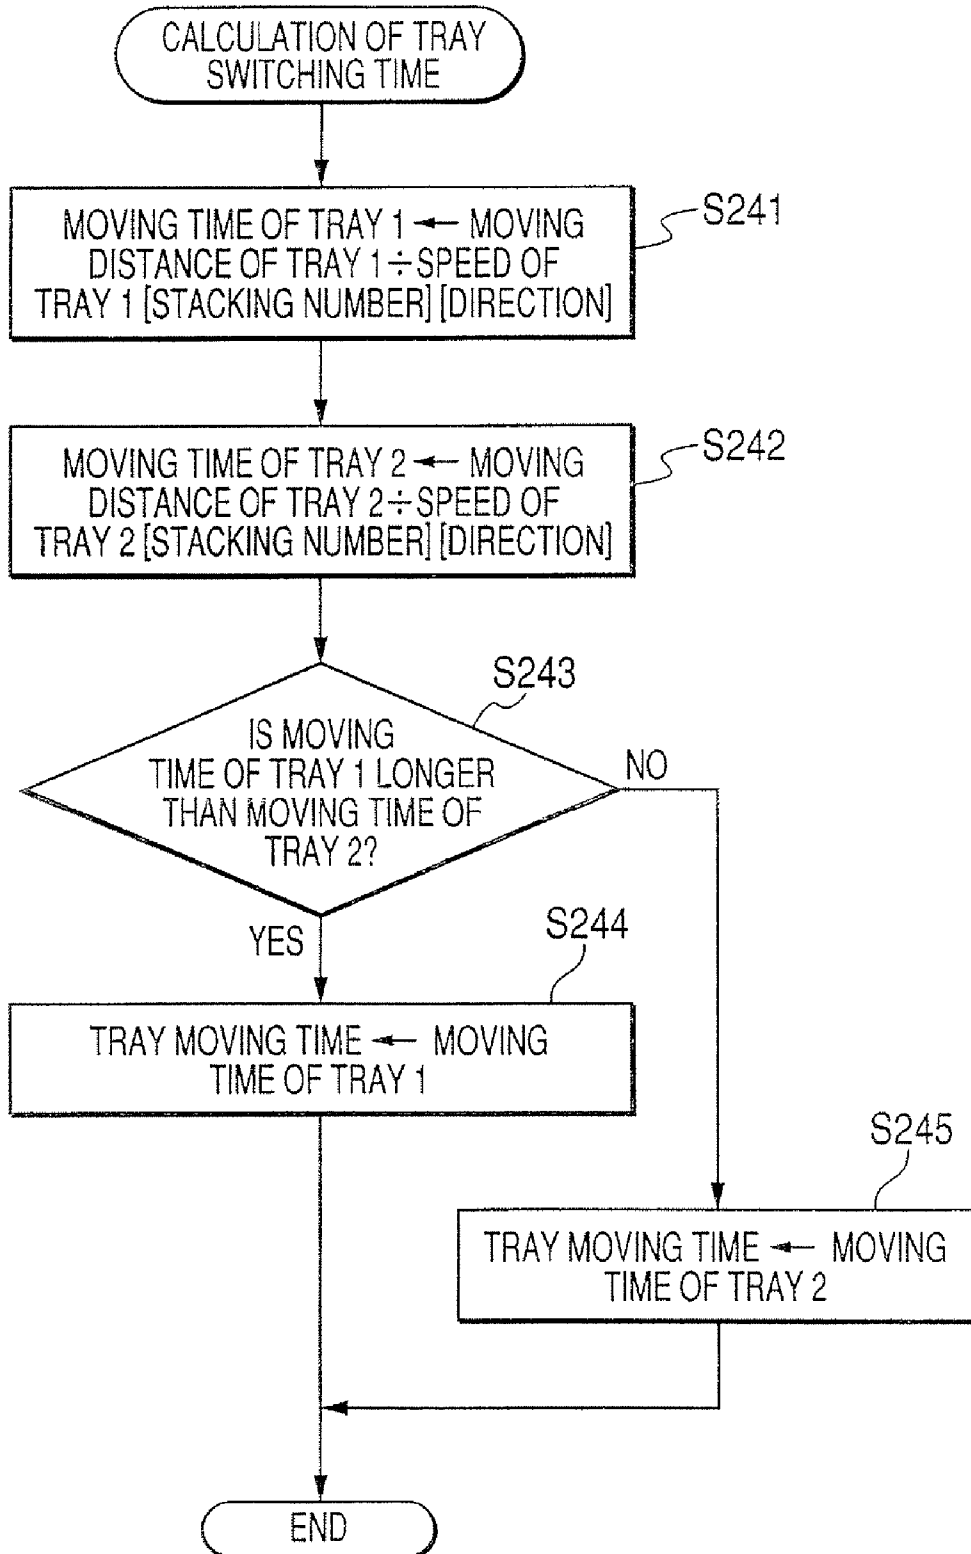 CALCULATION OF TRAY
SWITCHING TIME
MOVING TIME OF TRAY 1 ← MOVING
DISTANCE OF TRAY 1÷SPEED OF
TRAY 1 [STACKING NUMBER] [DIRECTION]
S241
MOVING TIME OF TRAY 2 ← MOVING
DISTANCE OF TRAY 2÷SPEED OF
TRAY 2 [STACKING NUMBER] [DIRECTION]
S242
S243
IS MOVING
TIME OF TRAY 1 LONGER
THAN MOVING TIME OF
TRAY 2?
NO
YES
S244
TRAY MOVING TIME ← MOVING
TIME OF TRAY 1
S245
TRAY MOVING TIME ← MOVING
TIME OF TRAY 2
END